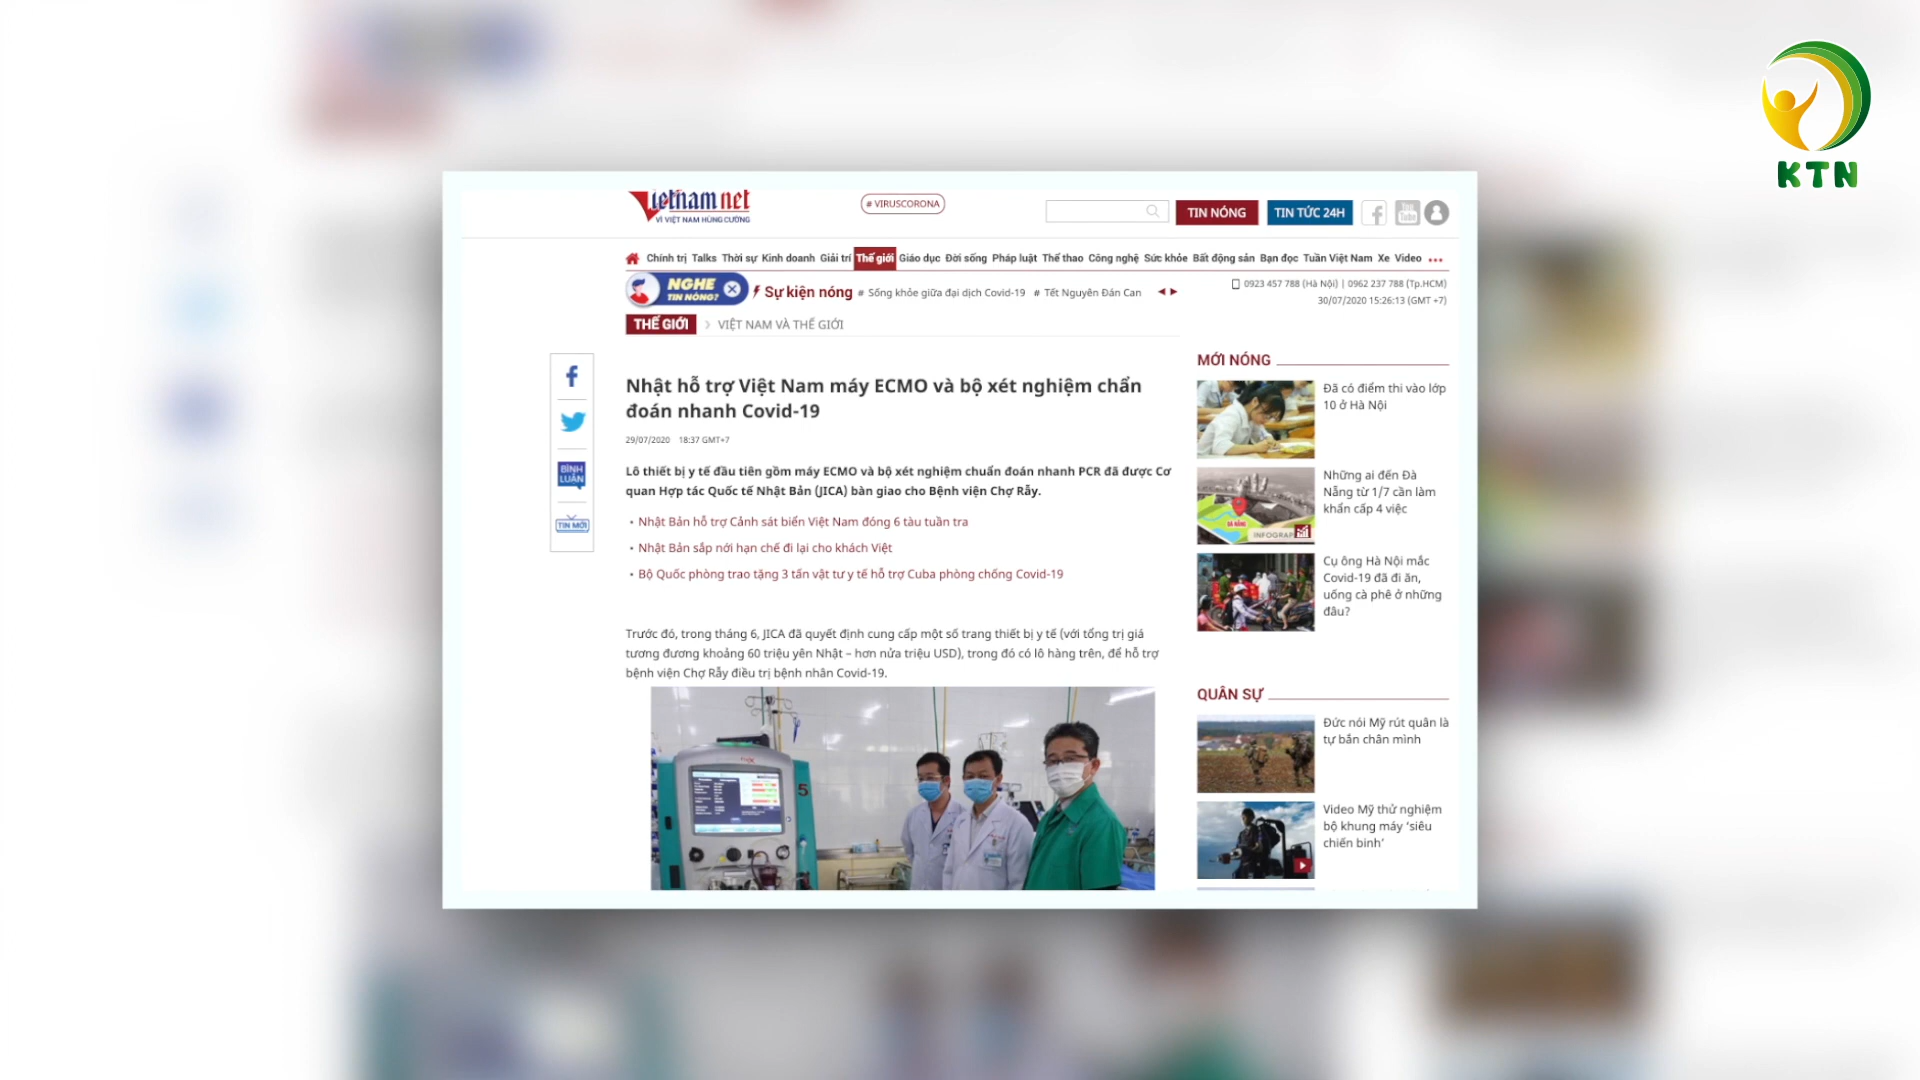 KTN
Vietnamnet
VÌ VIỆT NAM HÙNG CƯỜNG
# VIRUSCORONA
TIN NÓNG
TIN TỨC 24H
You Tube
Chính trị Talks Thời sự Kinh doanh Giải trí Thế giới Giáo dục Đời sống Pháp luật Thể thao Công nghệ Sức khỏe Bất động sản Bạn đọc Tuần Việt Nam Xe Video
NGHE
TIN NÓNG?
Sự kiện nóng # Sống khỏe giữa đại dịch Covid-19 # Tết Nguyên Đán Can
0923 457 788 (Hà Nội) | 0962 237 788 (Tp.HCM)
30/07/2020 15:26:13 (GMT +7)
THẾ GIỚI > VIỆT NAM VÀ THẾ GIỚI
BÌNH
LUẬN
TIN MỚI
Nhật hỗ trợ Việt Nam máy ECMO và bộ xét nghiệm chẩn
đoán nhanh Covid-19
29/07/2020 18:37 GMT+7
Lô thiết bị y tế đầu tiên gồm máy ECMO và bộ xét nghiệm chuẩn đoán nhanh PCR đã được Cơ
quan Hợp tác Quốc tế Nhật Bản (JICA) bàn giao cho Bệnh viện Chợ Rẫy.
• Nhật Bản hỗ trợ Cảnh sát biển Việt Nam đóng 6 tàu tuần tra
• Nhật Bản sắp nới hạn chế đi lại cho khách Việt
• Bộ Quốc phòng trao tặng 3 tấn vật tư y tế hỗ trợ Cuba phòng chống Covid-19
Trước đó, trong tháng 6, JICA đã quyết định cung cấp một số trang thiết bị y tế (với tổng trị giá
tương đương khoảng 60 triệu yên Nhật – hơn nửa triệu USD), trong đó có lô hàng trên, để hỗ trợ
bệnh viện Chợ Rẫy điều trị bệnh nhân Covid-19.
5
MỚI NÓNG
Đã có điểm thi vào lớp
10 ở Hà Nội
Những ai đến Đà
Nẵng từ 1/7 cần làm
khẩn cấp 4 việc
ĐÀ NẴNG
INFOGRAP
Cụ ông Hà Nội mắc
Covid-19 đã đi ăn,
uống cà phê ở những
đâu?
QUÂN SỰ
Đức nói Mỹ rút quân là
tự bắn chân mình
Video Mỹ thử nghiệm
bộ khung máy ‘siêu
chiến binh’